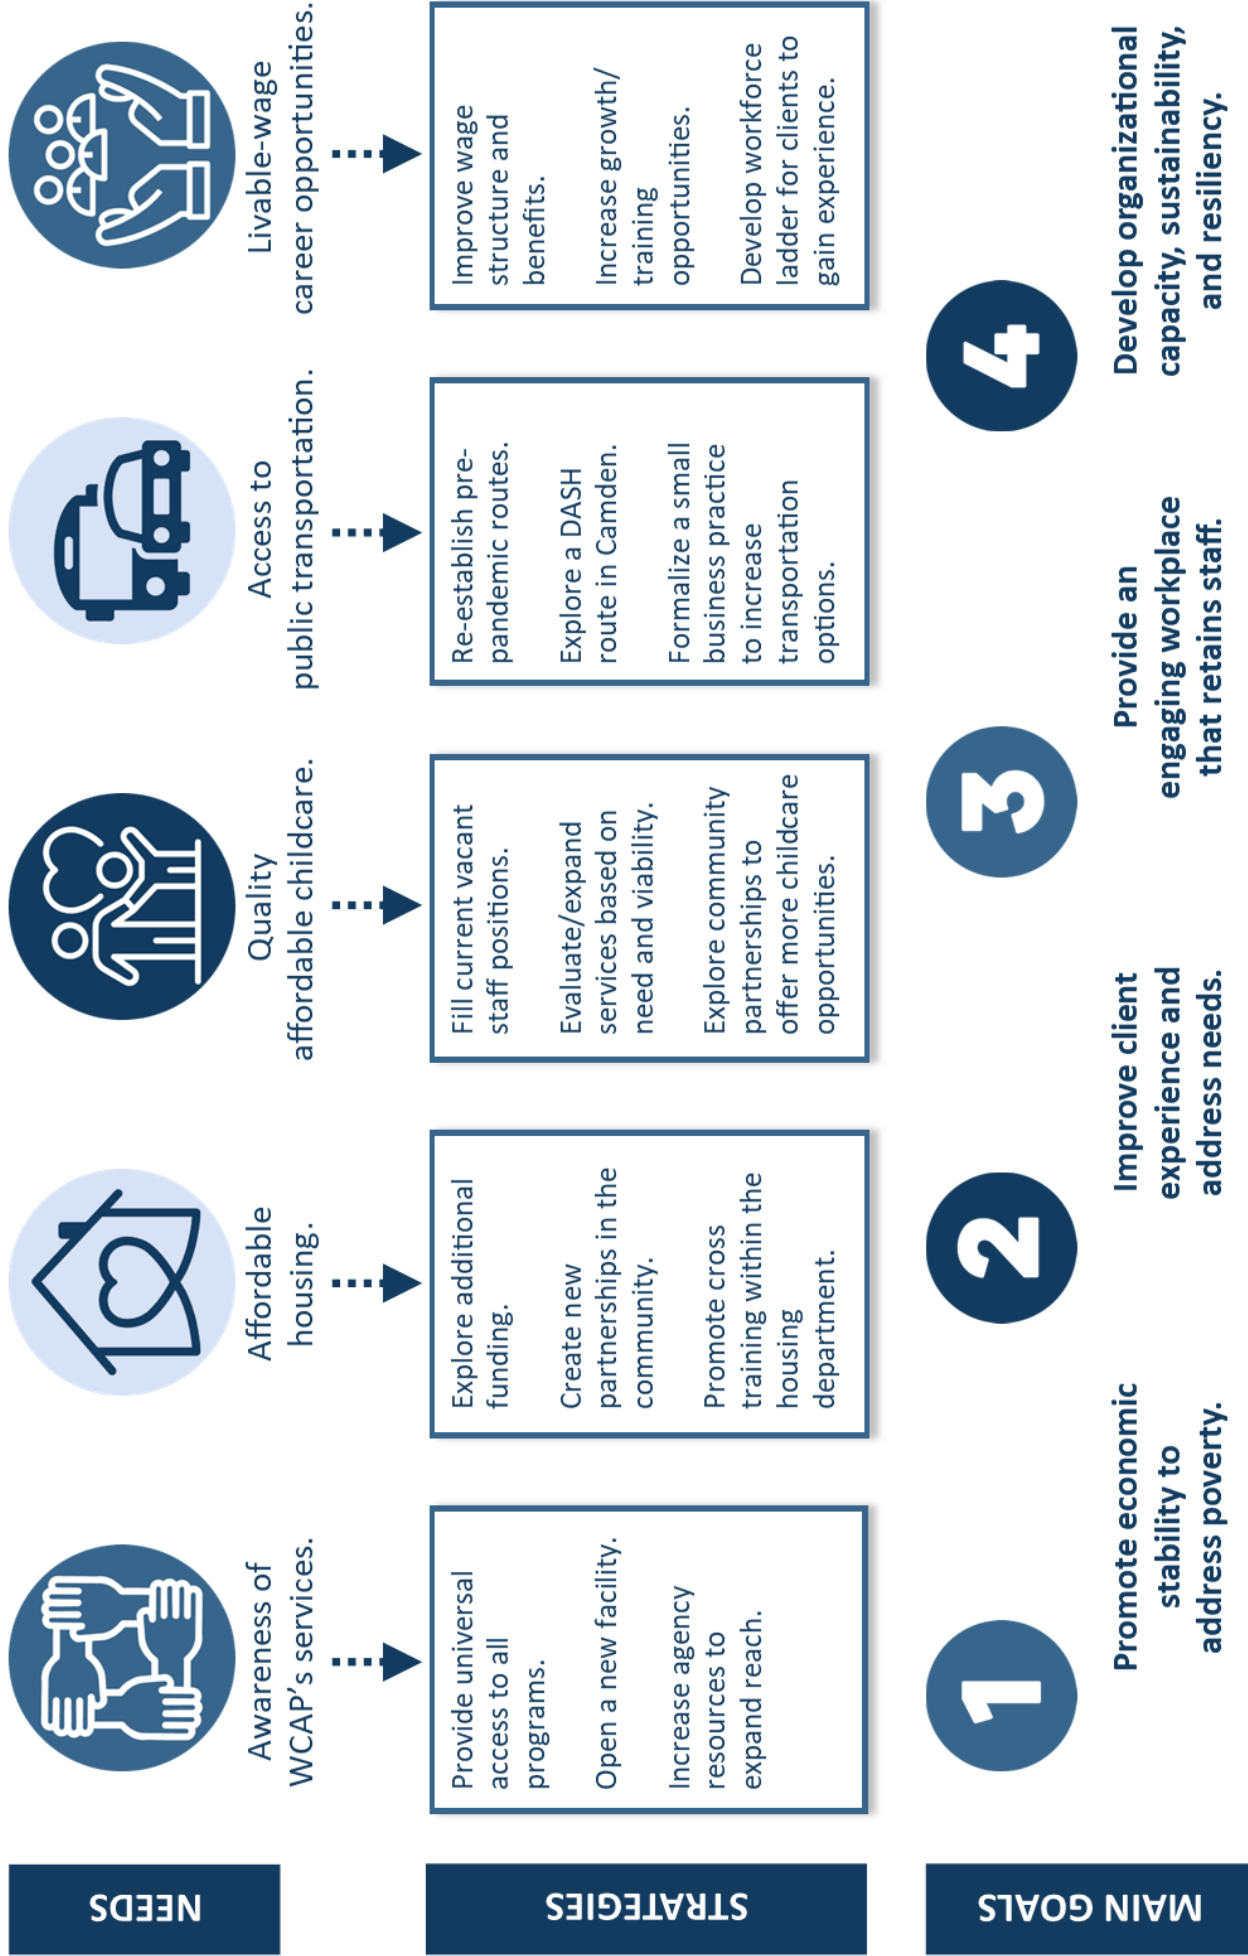 NEEDS
Awareness of
WCAP's services.
Affordable
housing.
Quality
affordable childcare.
Access to
public transportation.
Livable-wage
career opportunities.
STRATEGIES
Provide universal
access to all
programs.
Open a new facility.
Increase agency
resources to
expand reach.
Explore additional
funding.
Create new
partnerships in the
community.
Promote cross
training within the
housing
department.
Fill current vacant
staff positions.
Evaluate/expand
services based on
need and viability.
Explore community
partnerships to
offer more childcare
opportunities.
Re-establish pre-
pandemic routes.
Explore a DASH
route in Camden.
Formalize a small
business practice
to increase
transportation
options.
Improve wage
structure and
benefits.
Increase growth/
training
opportunities.
Develop workforce
ladder for clients to
gain experience.
MAIN GOALS
1
Promote economic
stability to
address poverty.
2
Improve client
experience and
address needs.
3
Provide an
engaging workplace
that retains staff.
4
Develop organizational
capacity, sustainability,
and resiliency.